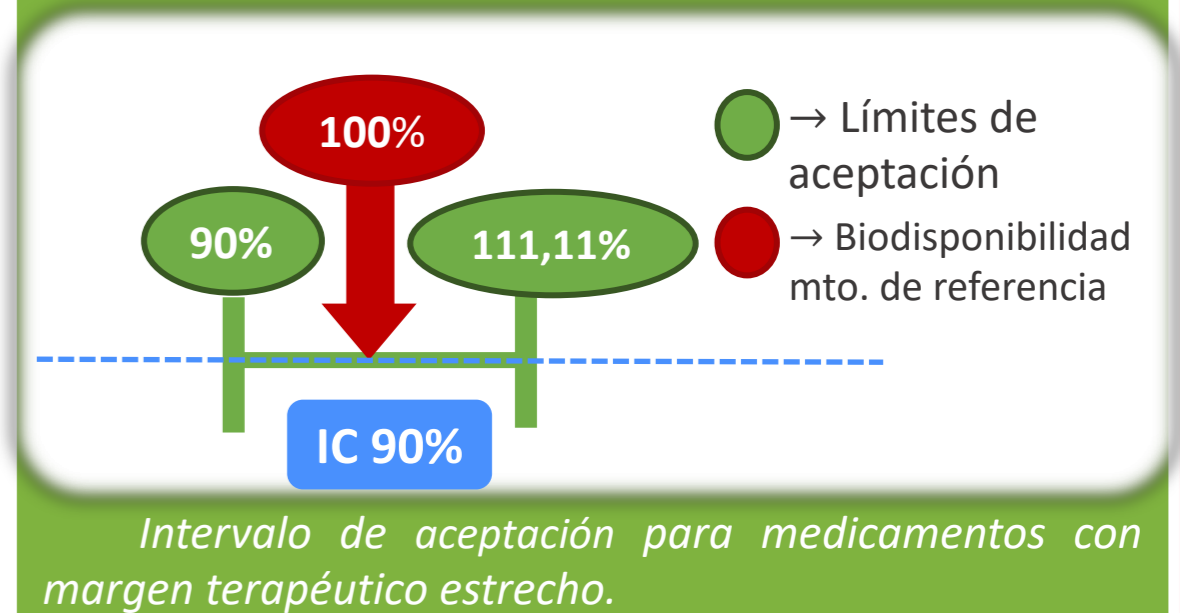 100%
90%
111,11%
→ Límites de
aceptación
→ Biodisponibilidad
mto. de referencia
IC 90%
Intervalo de aceptación para medicamentos con
margen terapéutico estrecho.